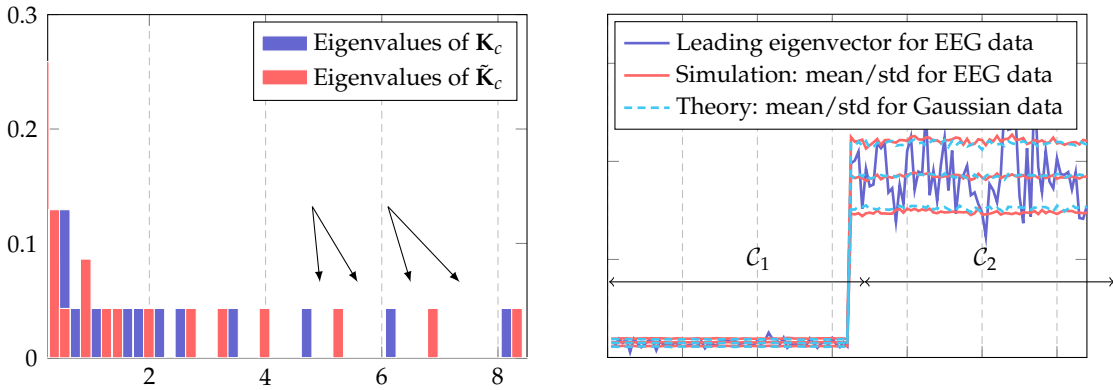 0.3
0.2
0.1
0
2
4
6
8
Eigenvalues of K_c
Eigenvalues of K̃_c
Leading eigenvector for EEG data
Simulation: mean/std for EEG data
Theory: mean/std for Gaussian data
C₁
C₂